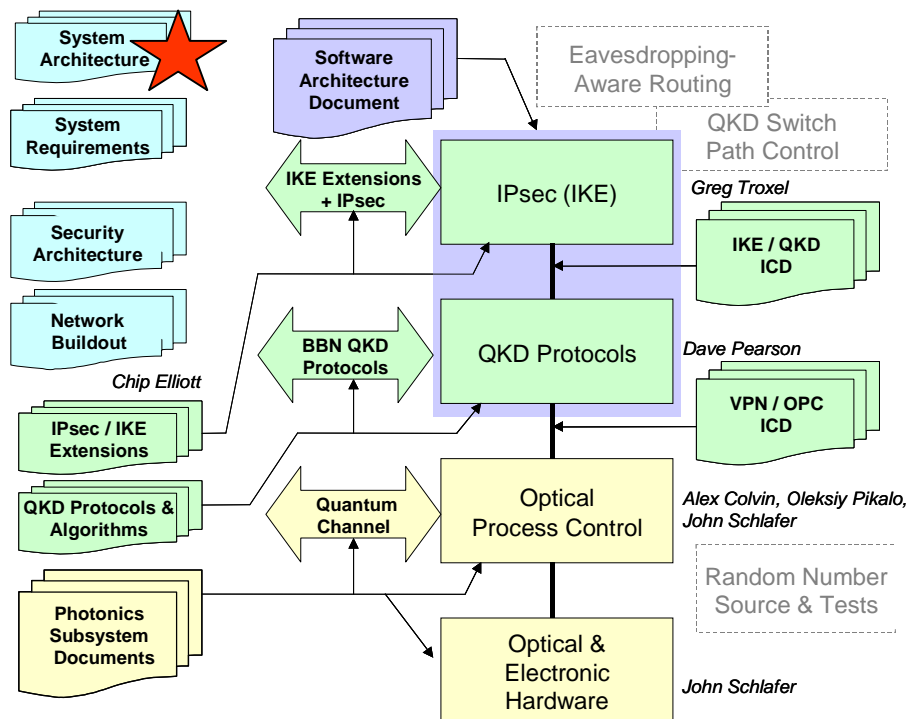 System
Architecture
Software
Architecture
Document
Eavesdropping-
Aware Routing
QKD Switch
Path Control
System
Requirements
IKE Extensions
+ IPsec
IPsec (IKE)
Greg Troxel
IKE / QKD
ICD
Security
Architecture
Network
Buildout
Chip Elliott
BBN QKD
Protocols
QKD Protocols
Dave Pearson
VPN / OPC
ICD
IPsec / IKE
Extensions
QKD Protocols &
Algorithms
Quantum
Channel
Optical
Process Control
Alex Colvin, Oleksiy Pikalo,
John Schlafer
Random Number
Source & Tests
Photonics
Subsystem
Documents
Optical &
Electronic
Hardware
John Schlafer